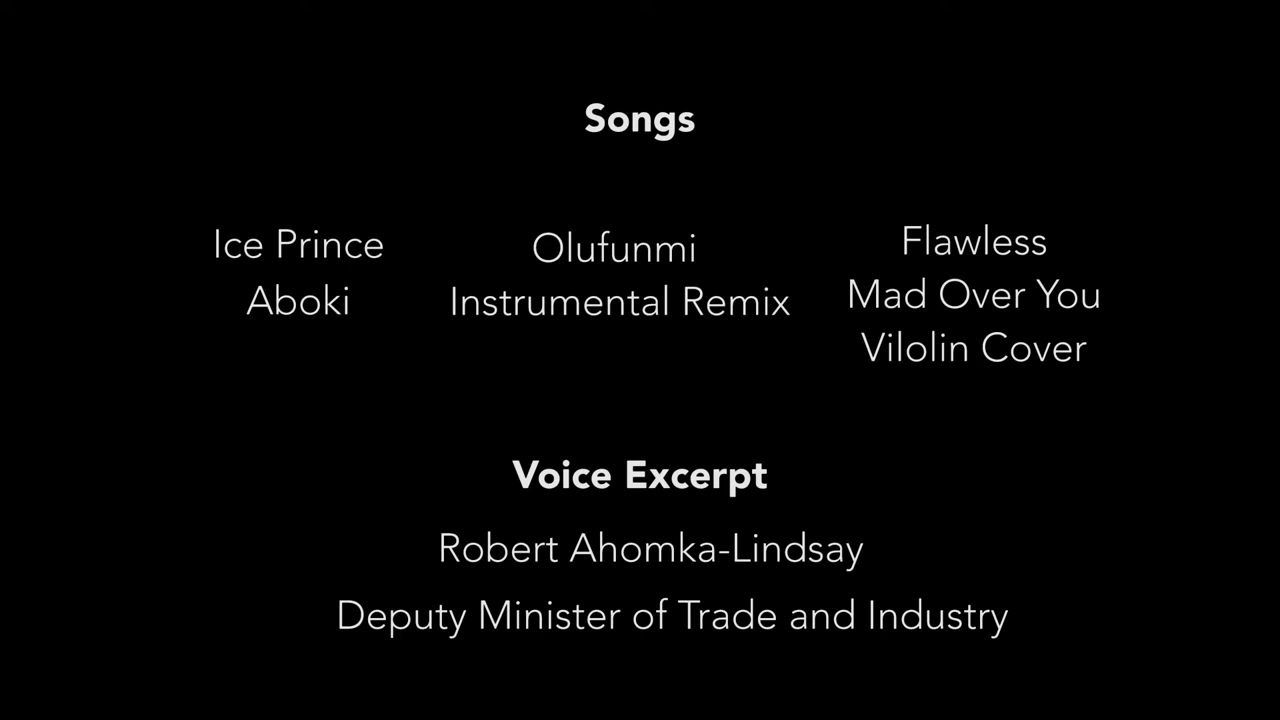 Songs
Ice Prince
Aboki
Olufunmi
Instrumental Remix
Flawless
Mad Over You
Vilolin Cover
Voice Excerpt
Robert Ahomka-Lindsay
Deputy Minister of Trade and Industry